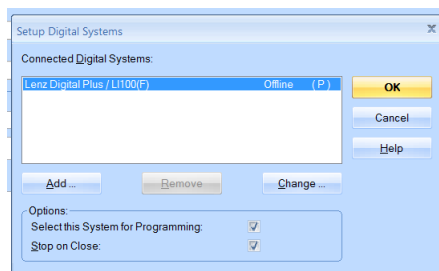 Setup Digital Systems
Connected Digital Systems:
Lenz Digital Plus / LI100(F) Offline (P)
OK
Cancel
Help
Add ... Remove Change ...
Options:
Select this System for Programming:
Stop on Close: